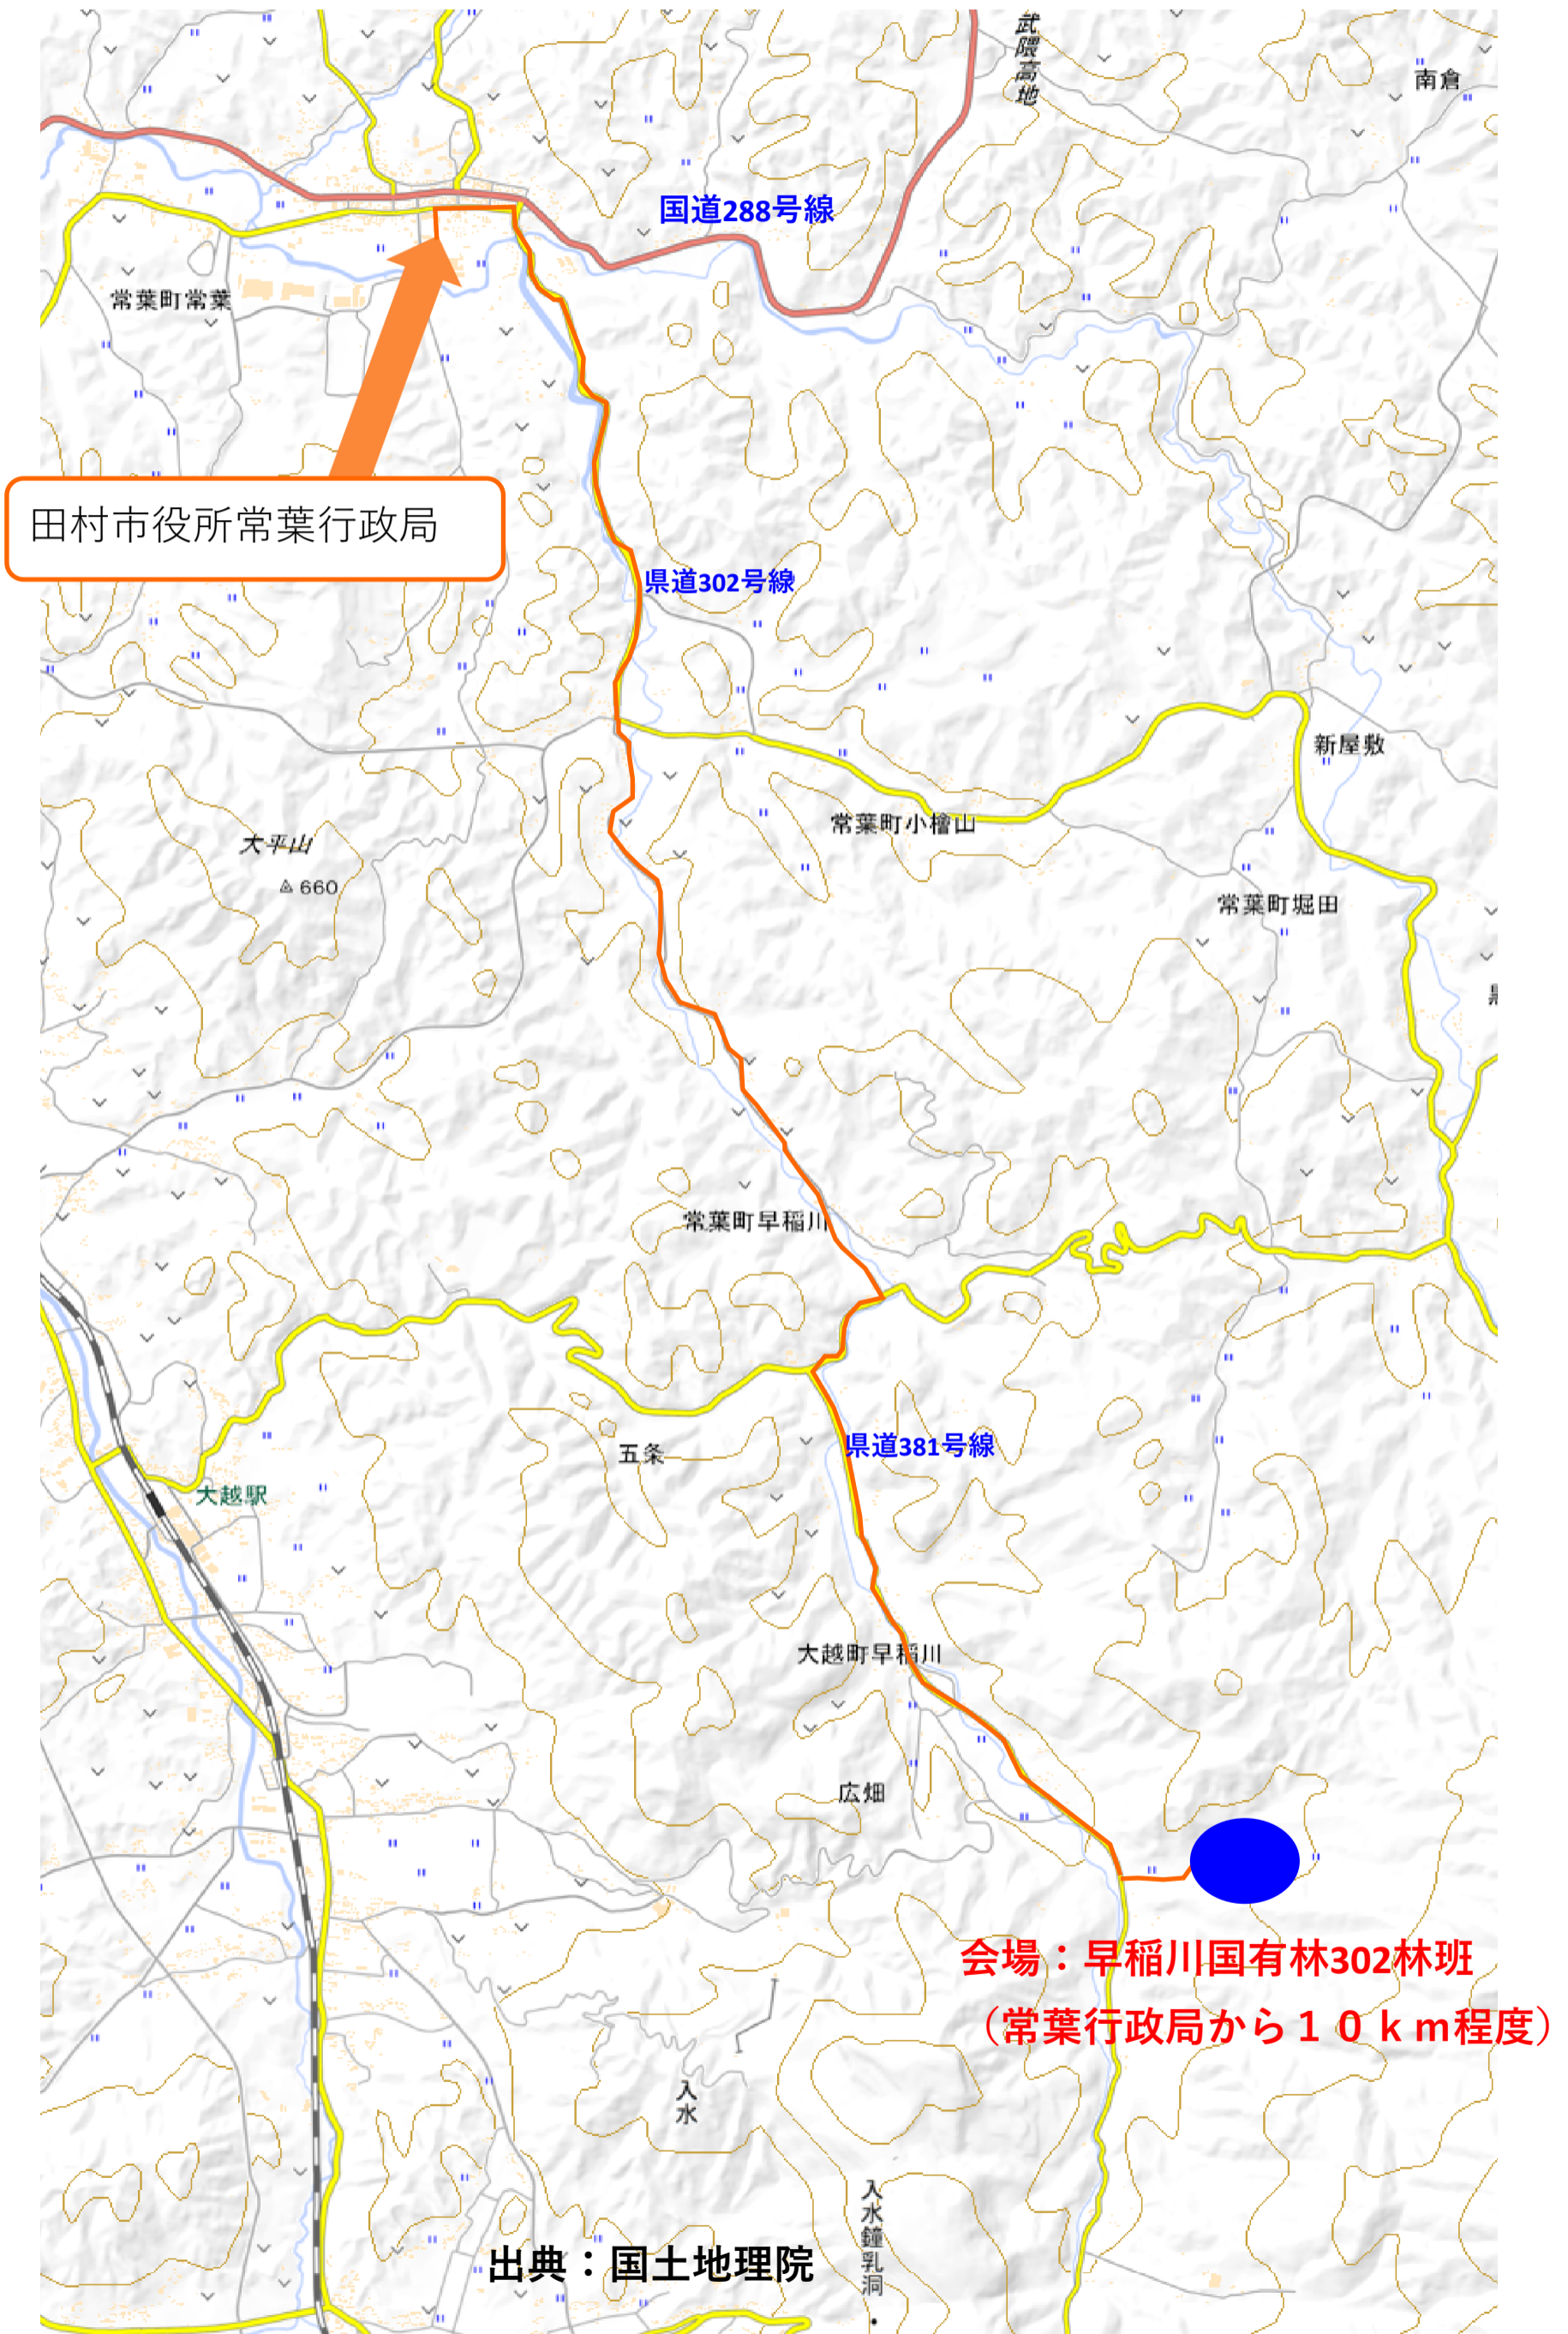 武隈高地
南倉
国道288号線
常葉町常葉
田村市役所常葉行政局
県道302号線
新屋敷
常葉町小檜山
大平山
660
常葉町堀田
常葉町早稲川
県道381号線
五条
大越駅
大越町早稲川
広畑
会場：早稲川国有林302林班
（常葉行政局から１０ｋｍ程度）
入水
入水鐘乳洞
出典：国土地理院